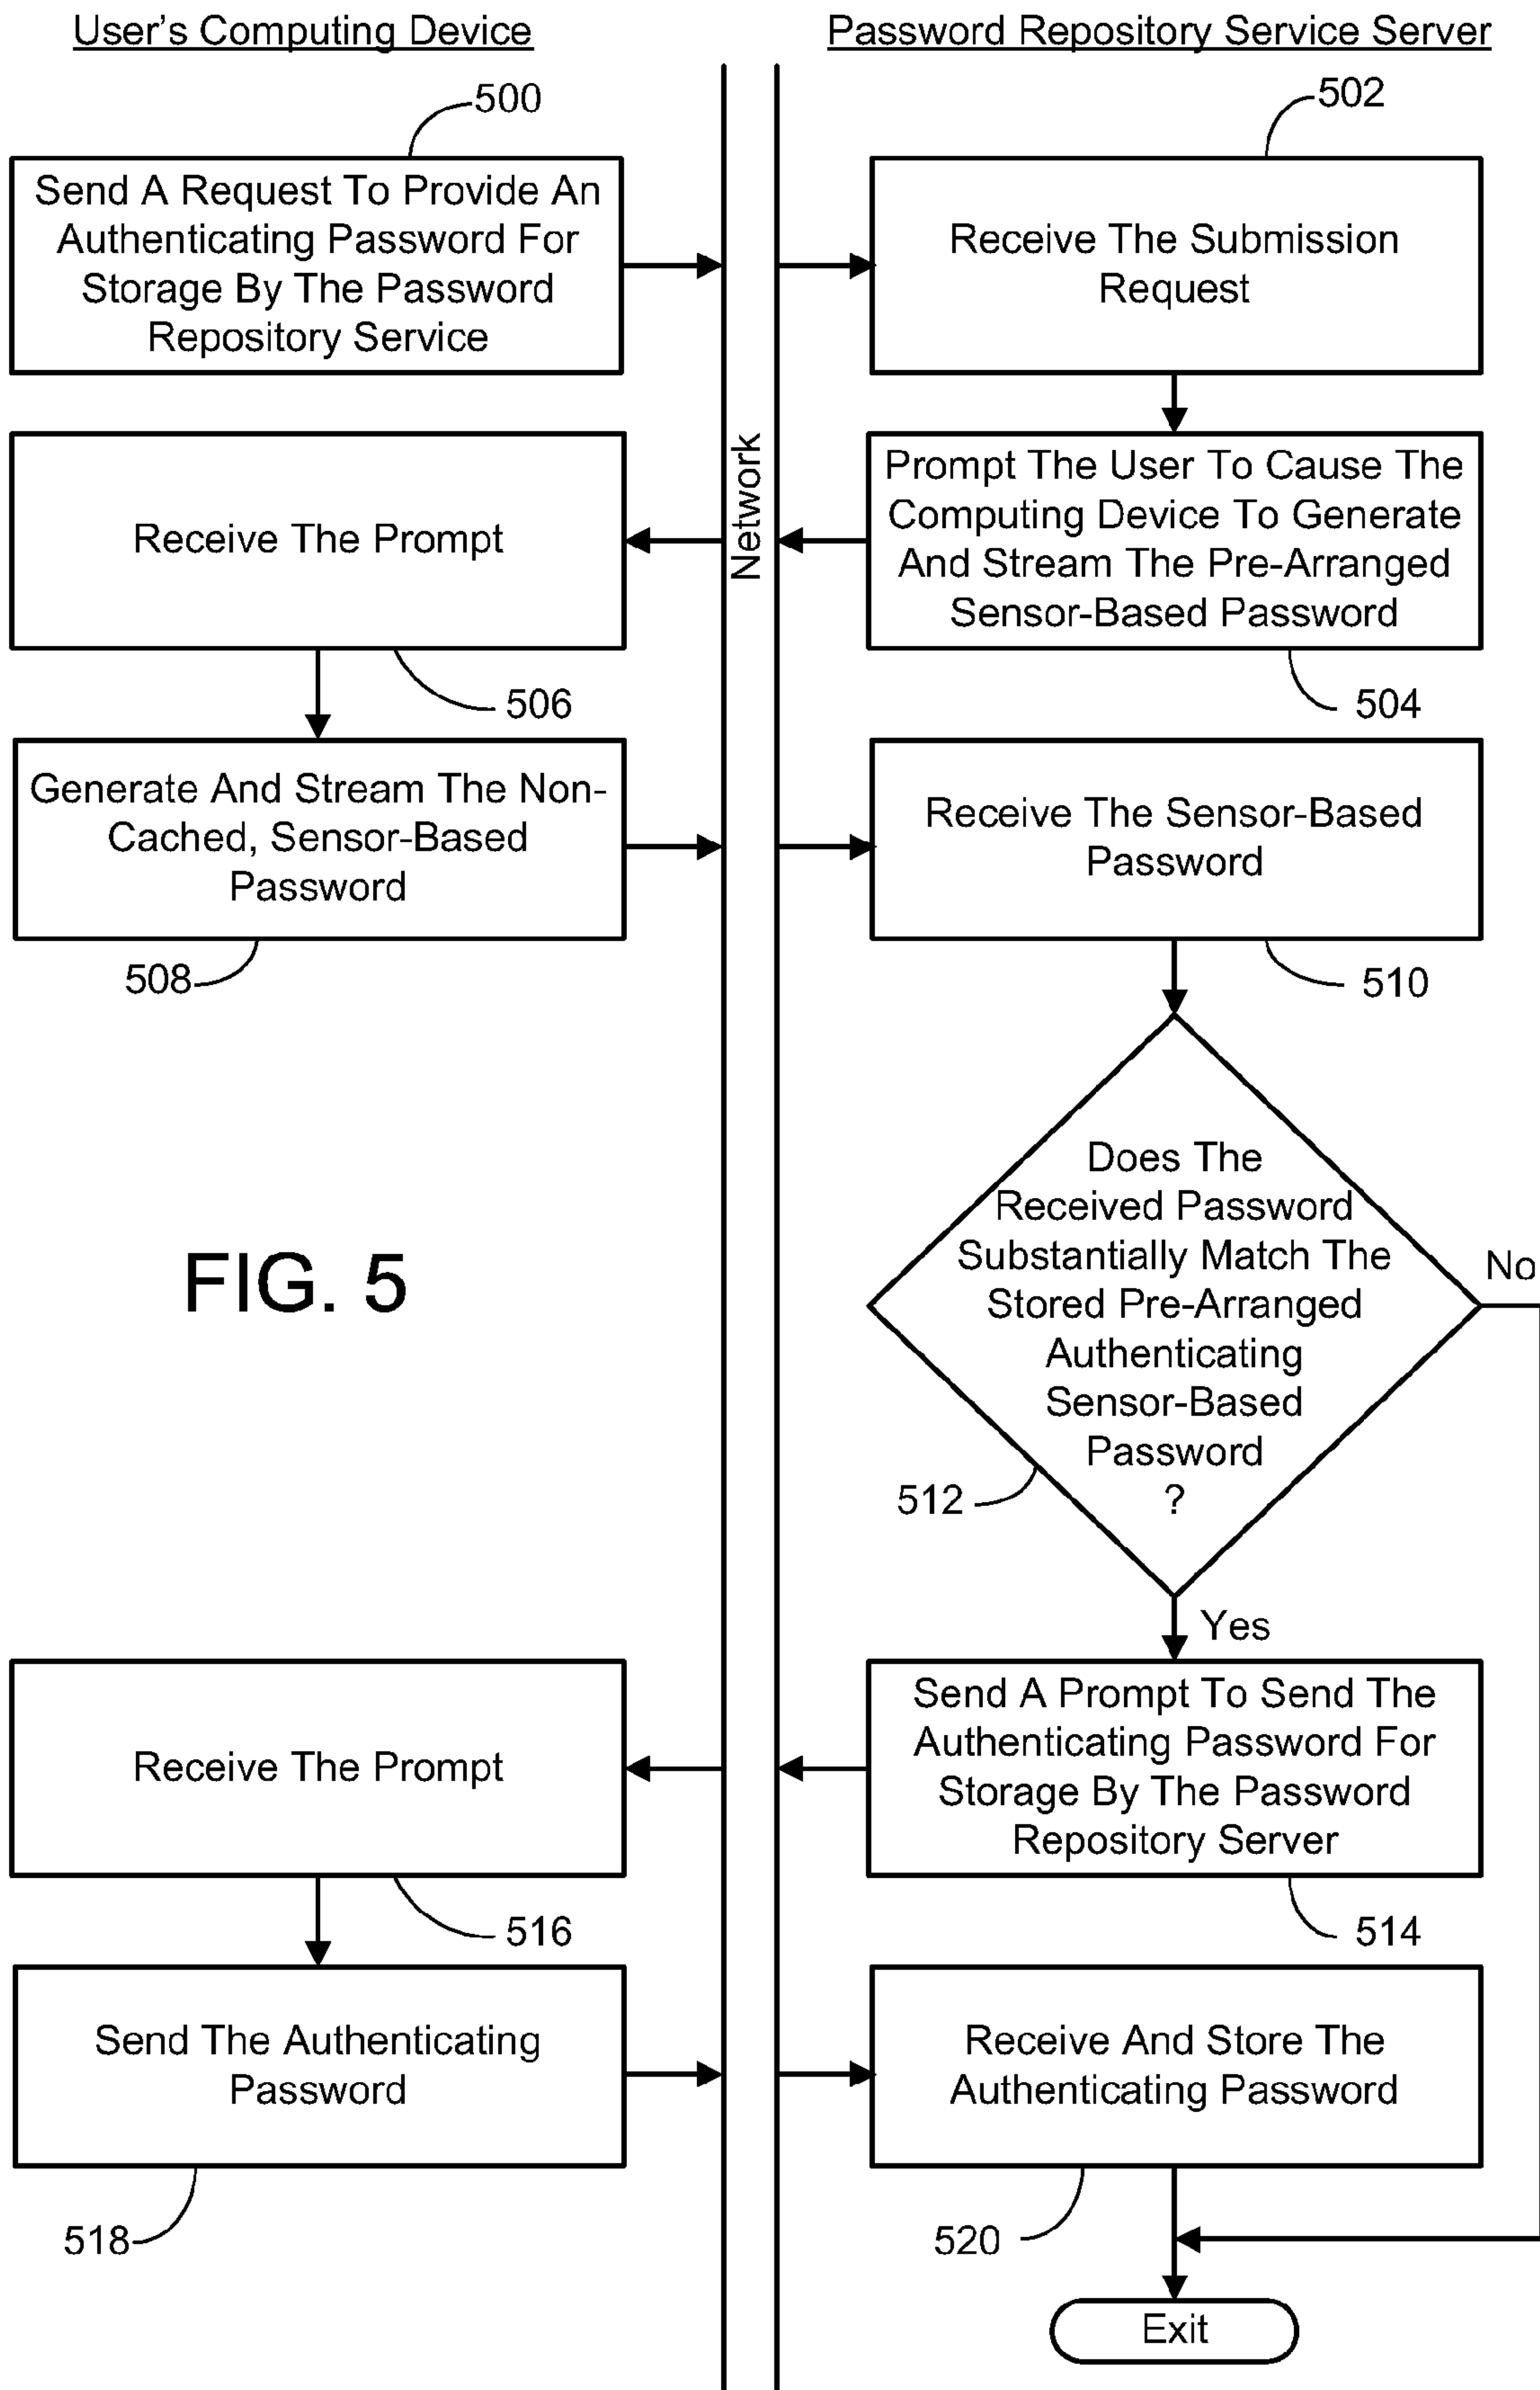 User's Computing Device
Password Repository Service Server
500
502
Send A Request To Provide An
Authenticating Password For
Storage By The Password
Repository Service
Receive The Submission
Request
Network
Prompt The User To Cause The
Computing Device To Generate
And Stream The Pre-Arranged
Sensor-Based Password
Receive The Prompt
506
504
Generate And Stream The Non-
Cached, Sensor-Based
Password
Receive The Sensor-Based
Password
508
510
Does The
Received Password
Substantially Match The
Stored Pre-Arranged
Authenticating
Sensor-Based
Password
?
No
FIG. 5
512
Yes
Send A Prompt To Send The
Authenticating Password For
Storage By The Password
Repository Server
Receive The Prompt
516
514
Send The Authenticating
Password
Receive And Store The
Authenticating Password
518
520
Exit